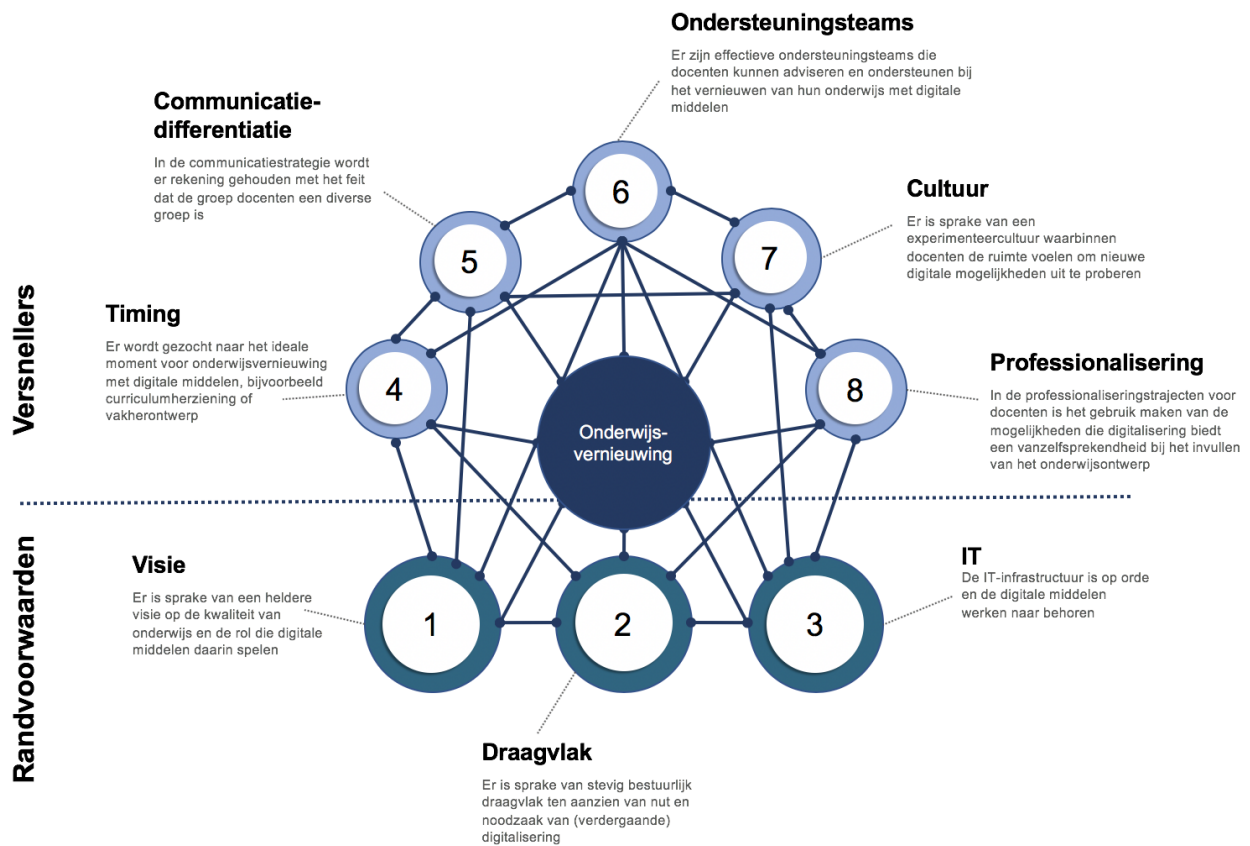 Ondersteuningsteams
Er zijn effectieve ondersteuningsteams die
docenten kunnen adviseren en ondersteunen bij
het vernieuwen van hun onderwijs met digitale
middelen
Communicatie-
differentiatie
In de communicatiestrategie wordt
er rekening gehouden met het feit
dat de groep docenten een diverse
groep is
6
Cultuur
Er is sprake van een
experimenteercultuur waarbinnen
docenten de ruimte voelen om nieuwe
digitale mogelijkheden uit te proberen
5
7
Versnellers
Timing
Er wordt gezocht naar het ideale
moment voor onderwijsvernieuwing
met digitale middelen, bijvoorbeeld
curriculumherziening of
vakherontwerp
4
8
Professionalisering
In de professionaliseringstrajecten voor
docenten is het gebruik maken van de
mogelijkheden die digitalisering biedt
een vanzelfsprekendheid bij het invullen
van het onderwijsontwerp
Onderwijs-
vernieuwing
Randvoorwaarden
Visie
Er is sprake van een heldere
visie op de kwaliteit van
onderwijs en de rol die digitale
middelen daarin spelen
1
2
3
IT
De IT-infrastructuur is op orde
en de digitale middelen
werken naar behoren
Draagvlak
Er is sprake van stevig bestuurlijk
draagvlak ten aanzien van nut en
noodzaak van (verdergaande)
digitalisering